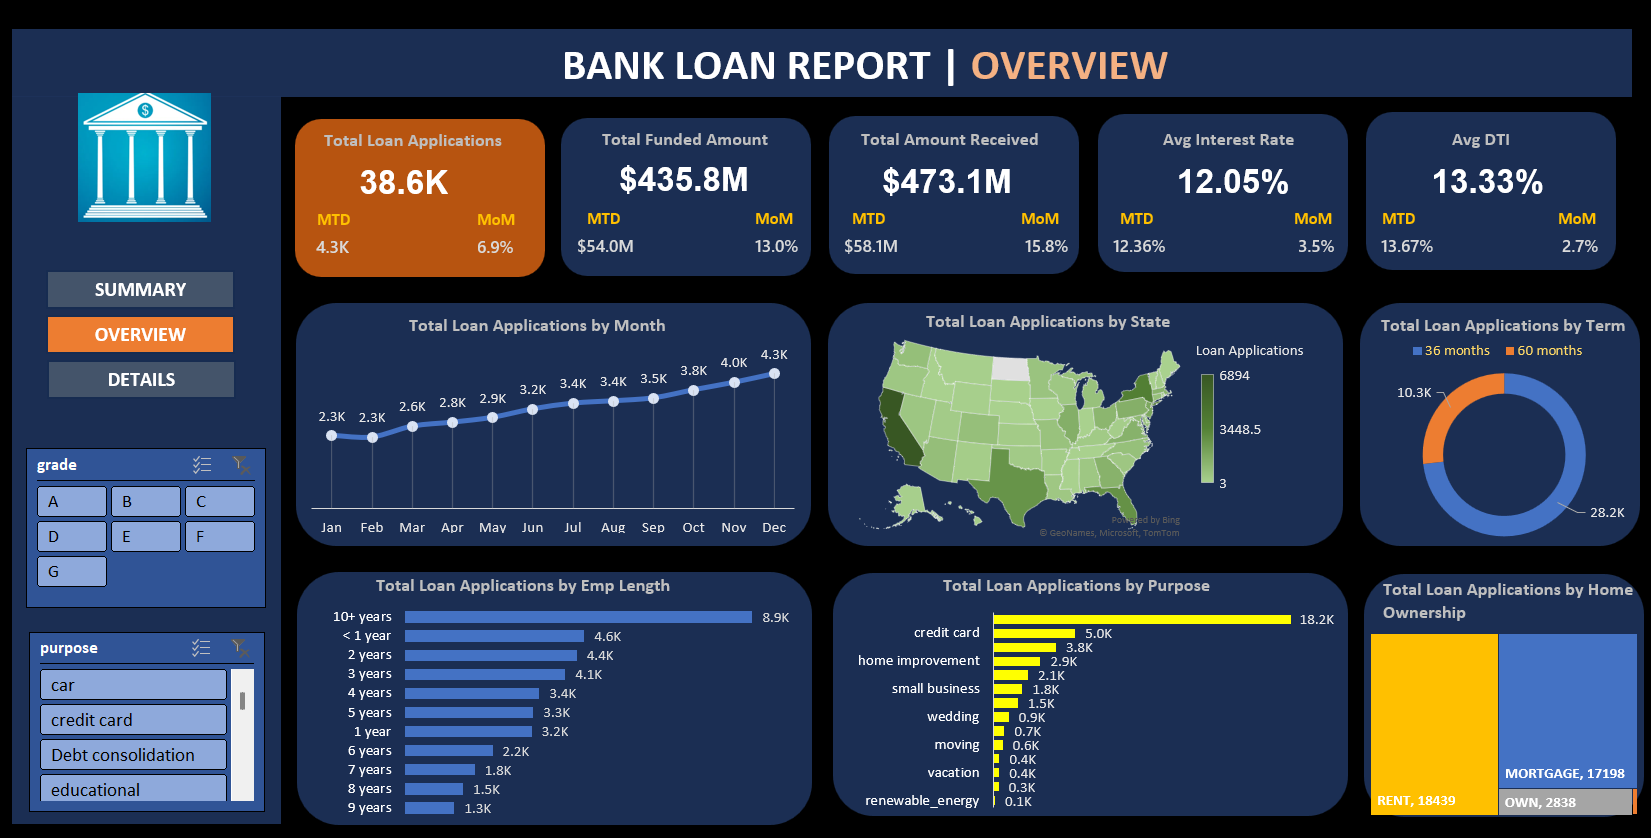 BANK LOAN REPORT | OVERVIEW
$
SUMMARY
OVERVIEW
DETAILS
grade
A B C
D E F
G
purpose
car
credit card
Debt consolidation
educational
Total Loan Applications
38.6K
MTD MoM
4.3K 6.9%
Total Funded Amount
$435.8M
MTD MoM
$54.0M 13.0%
Total Amount Received
$473.1M
MTD MoM
$58.1M 15.8%
Avg Interest Rate
12.05%
MTD MoM
12.36% 3.5%
Avg DTI
13.33%
MTD MoM
13.67% 2.7%
Total Loan Applications by Month
2.3K 2.3K 2.6K 2.8K 2.9K 3.2K 3.4K 3.4K 3.5K 3.8K 4.0K 4.3K
Jan Feb Mar Apr May Jun Jul Aug Sep Oct Nov Dec
Total Loan Applications by State
Loan Applications
6894
3448.5
3
Powered by Bing
© GeoNames, Microsoft, TomTom
Total Loan Applications by Term
36 months 60 months
10.3K
28.2K
Total Loan Applications by Emp Length
10+ years 8.9K
< 1 year 4.6K
2 years 4.4K
3 years 4.1K
4 years 3.4K
5 years 3.3K
1 year 3.2K
6 years 2.2K
7 years 1.8K
8 years 1.5K
9 years 1.3K
Total Loan Applications by Purpose
18.2K
credit card 5.0K
3.8K
home improvement 2.9K
2.1K
small business 1.8K
1.5K
wedding 0.9K
0.7K
moving 0.6K
0.4K
vacation 0.4K
0.3K
renewable_energy 0.1K
Total Loan Applications by Home
Ownership
RENT, 18439
MORTGAGE, 17198
OWN, 2838